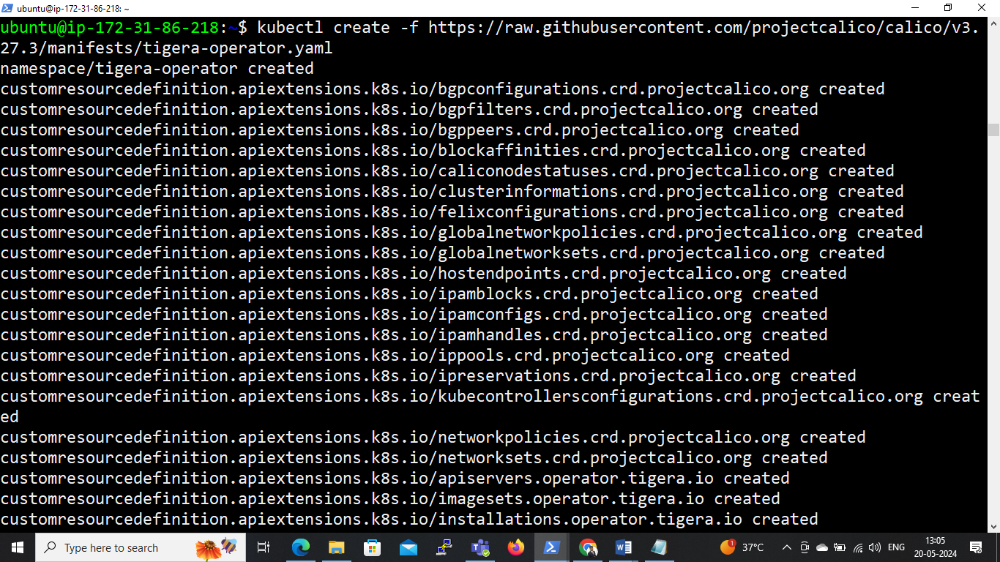 ubuntu@ip-172-31-86-218: ~
ubuntu@ip-172-31-86-218:~$ kubectl create -f https://raw.githubusercontent.com/projectcalico/calico/v3.
27.3/manifests/tigera-operator.yaml
namespace/tigera-operator created
customresourcedefinition.apiextensions.k8s.io/bgpconfigurations.crd.projectcalico.org created
customresourcedefinition.apiextensions.k8s.io/bgpfilters.crd.projectcalico.org created
customresourcedefinition.apiextensions.k8s.io/bgppeers.crd.projectcalico.org created
customresourcedefinition.apiextensions.k8s.io/blockaffinities.crd.projectcalico.org created
customresourcedefinition.apiextensions.k8s.io/caliconodestatuses.crd.projectcalico.org created
customresourcedefinition.apiextensions.k8s.io/clusterinformations.crd.projectcalico.org created
customresourcedefinition.apiextensions.k8s.io/felixconfigurations.crd.projectcalico.org created
customresourcedefinition.apiextensions.k8s.io/globalnetworkpolicies.crd.projectcalico.org created
customresourcedefinition.apiextensions.k8s.io/globalnetworksets.crd.projectcalico.org created
customresourcedefinition.apiextensions.k8s.io/hostendpoints.crd.projectcalico.org created
customresourcedefinition.apiextensions.k8s.io/ipamblocks.crd.projectcalico.org created
customresourcedefinition.apiextensions.k8s.io/ipamconfigs.crd.projectcalico.org created
customresourcedefinition.apiextensions.k8s.io/ipamhandles.crd.projectcalico.org created
customresourcedefinition.apiextensions.k8s.io/ippools.crd.projectcalico.org created
customresourcedefinition.apiextensions.k8s.io/ipreservations.crd.projectcalico.org created
customresourcedefinition.apiextensions.k8s.io/kubecontrollersconfigurations.crd.projectcalico.org creat
ed
customresourcedefinition.apiextensions.k8s.io/networkpolicies.crd.projectcalico.org created
customresourcedefinition.apiextensions.k8s.io/networksets.crd.projectcalico.org created
customresourcedefinition.apiextensions.k8s.io/apiservers.operator.tigera.io created
customresourcedefinition.apiextensions.k8s.io/imagesets.operator.tigera.io created
customresourcedefinition.apiextensions.k8s.io/installations.operator.tigera.io created
Type here to search
1
37°C
ENG
13:05
20-05-2024